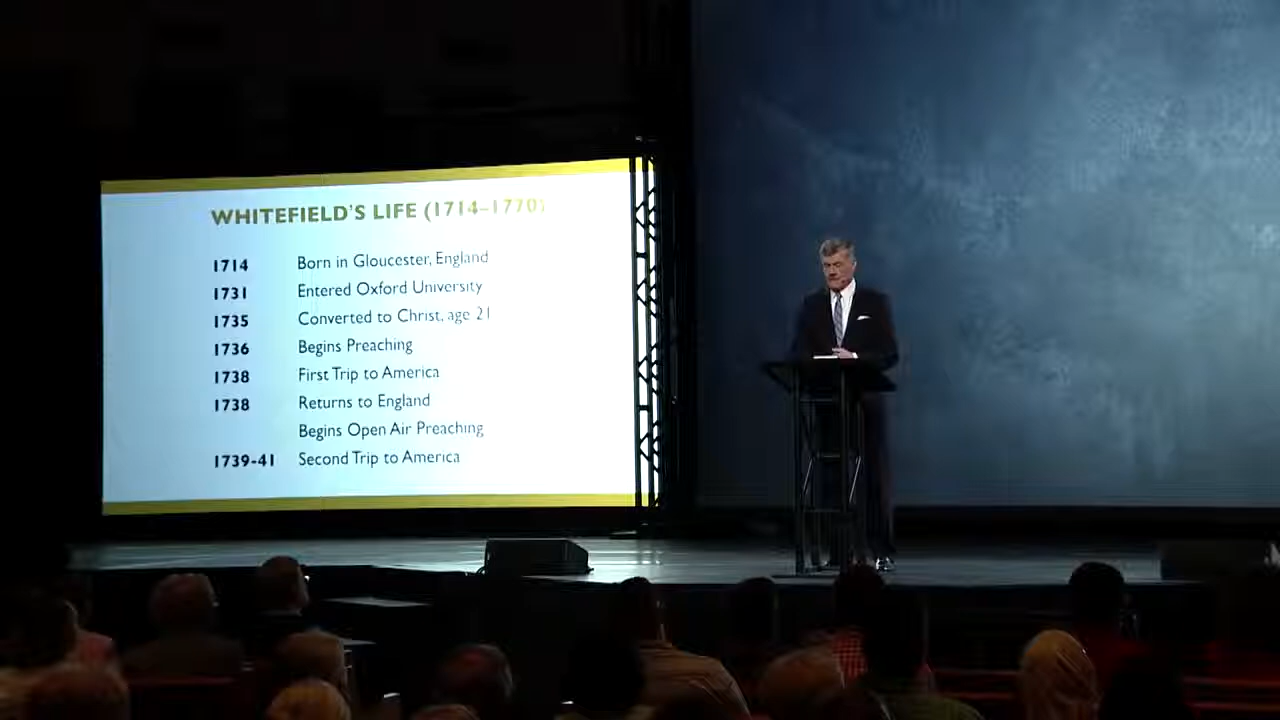 WHITEFIELD'S LIFE (1714–1770)
1714 Born in Gloucester, England
1731 Entered Oxford University
1735 Converted to Christ, age 21
1736 Begins Preaching
1738 First Trip to America
1738 Returns to England
Begins Open Air Preaching
1739-41 Second Trip to America